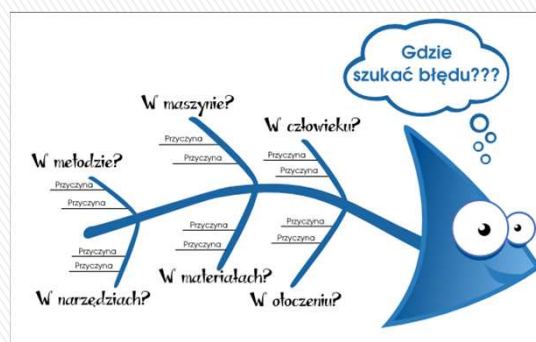 Gdzie
szukać błędu???
W maszynie?
Przyczyna
Przyczyna
W człowieku?
Przyczyna
Przyczyna
W metodzie?
Przyczyna
Przyczyna
Przyczyna
Przyczyna
W narzędziach?
Przyczyna
Przyczyna
W materiałach?
Przyczyna
Przyczyna
W otoczeniu?